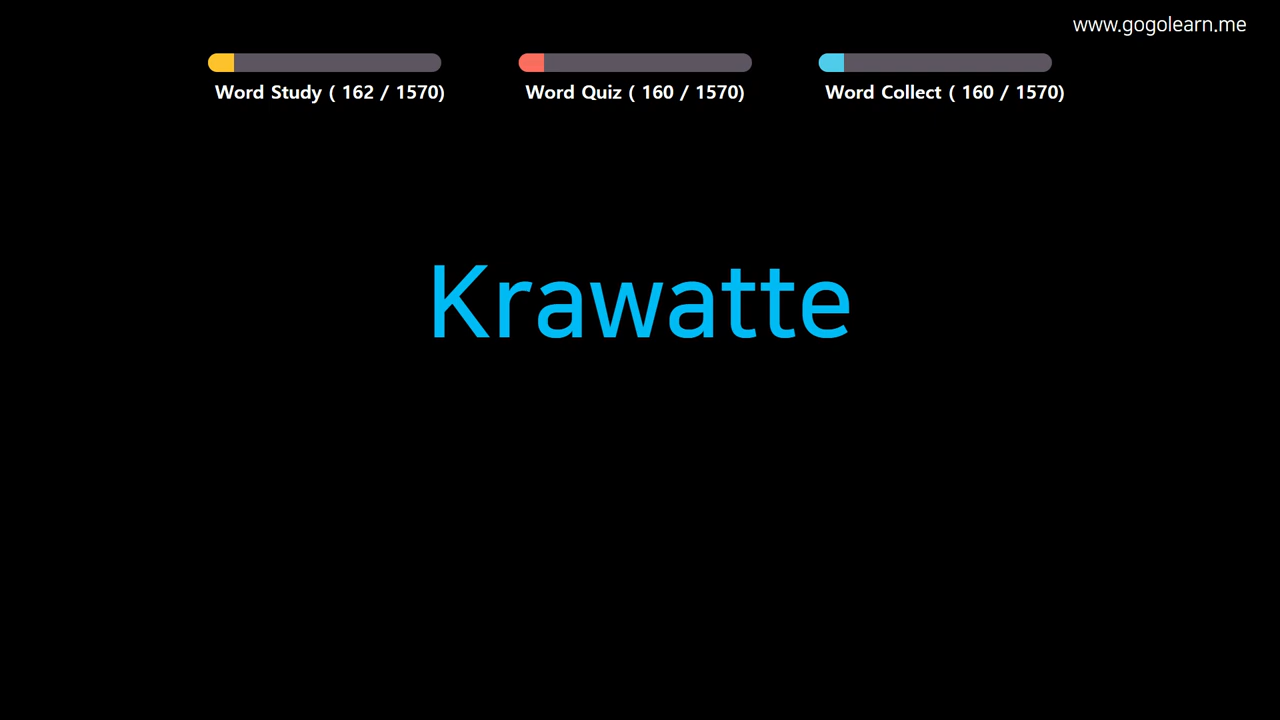 www.gogolearn.me
Word Study ( 162 / 1570)
Word Quiz ( 160 / 1570)
Word Collect ( 160 / 1570)
Krawatte